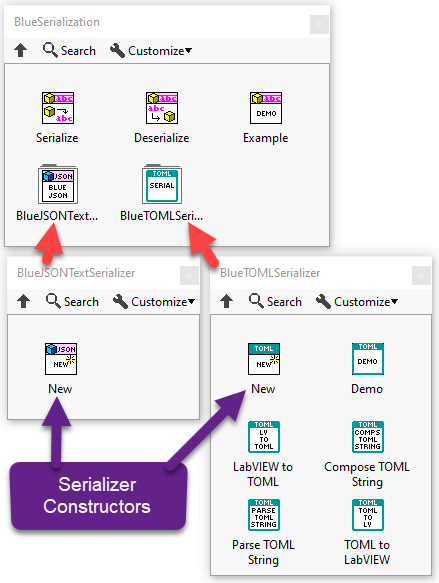 BlueSerialization
x
Search
Customize
abc
abc
abc
abc
abc
DEMO
Serialize
Deserialize
Example
JSON
BLUE
JSON
TOML
SERIAL
BlueJSONText...
BlueTOMLSeri...
BlueJSONTextSerializer
x
Search
Customize
JSON
NEW
New
BlueTOMLSerializer
x
Search
Customize
TOML
NEW
TOML
DEMO
New
Demo
TOML
LV
TO
TOML
TOML
COMPS
TOML
STRING
LabVIEW to
TOML
Compose TOML
String
TOML
PARSE
TOML
STRING
TOML
TOML
TO
LV
Parse TOML
String
TOML to
LabVIEW
Serializer
Constructors